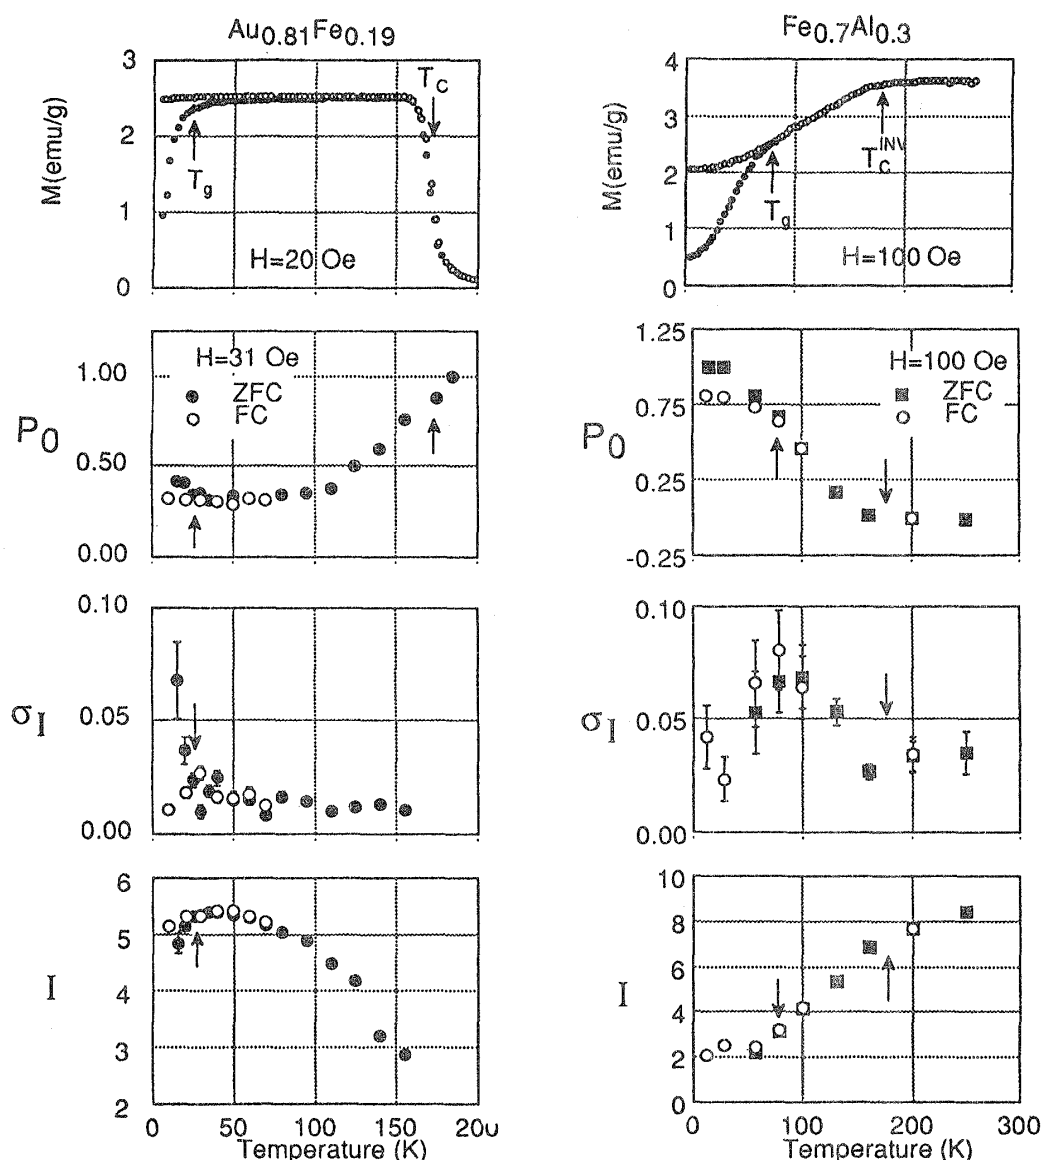 Au0.81Fe0.19
3
2
1
0
M(emu/g)
TC
Tg
H=20 Oe
1.00
0.50
0.00
P0
H=31 Oe
ZFC
FC
0.10
0.05
0.00
σI
6
5
4
3
2
I
0 50 100 150 200
Temperature (K)
Fe0.7Al0.3
4
3
2
1
0
M(emu/g)
TC INV
Tg
H=100 Oe
1.25
0.75
0.25
-0.25
P0
H=100 Oe
ZFC
FC
0.10
0.05
0.00
σI
10
8
6
4
2
0
I
0 100 200 300
Temperature (K)